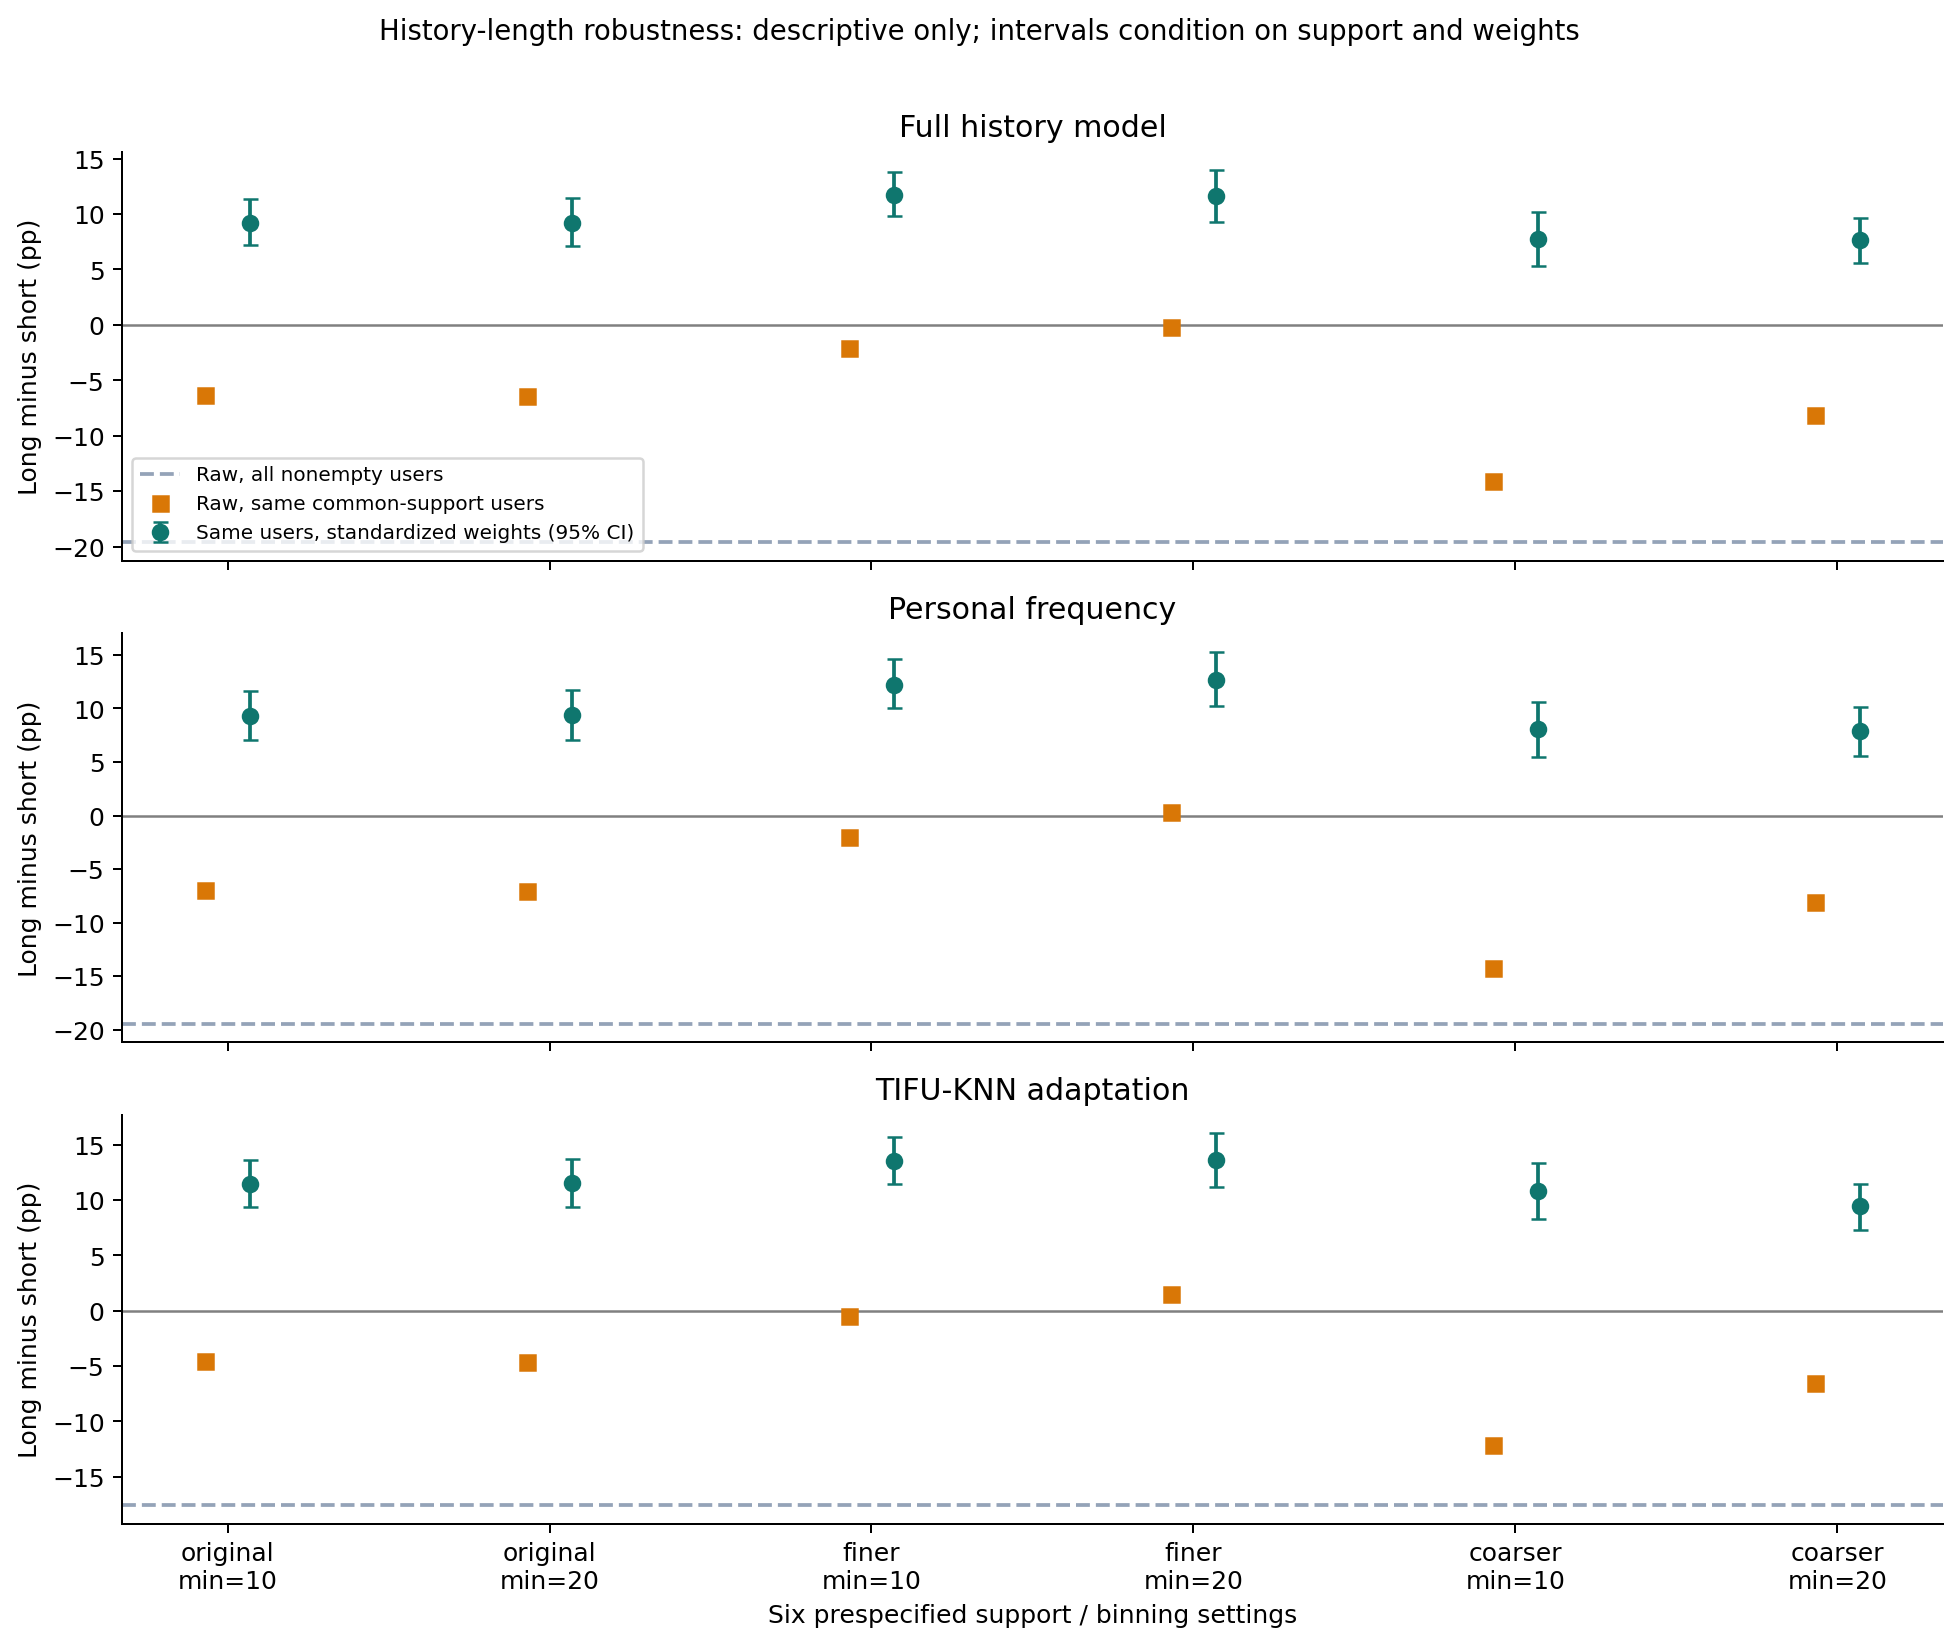 History-length robustness: descriptive only; intervals condition on support and weights
Full history model
Long minus short (pp)
15
10
5
0
−5
−10
−15
−20
Raw, all nonempty users
Raw, same common-support users
Same users, standardized weights (95% CI)
Personal frequency
Long minus short (pp)
15
10
5
0
−5
−10
−15
−20
TIFU-KNN adaptation
Long minus short (pp)
15
10
5
0
−5
−10
−15
original min=10
original min=20
finer min=10
finer min=20
coarser min=10
coarser min=20
Six prespecified support / binning settings